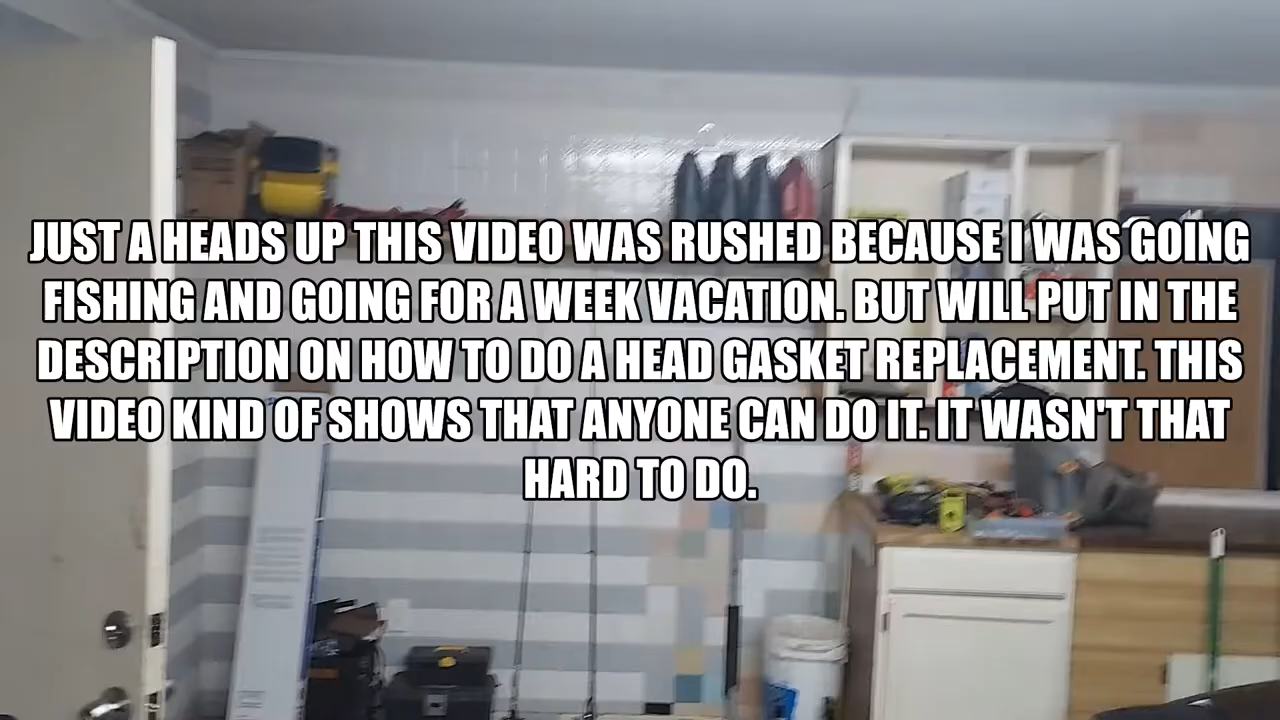 JUST A HEADS UP THIS VIDEO WAS RUSHED BECAUSE I WAS GOING
FISHING AND GOING FOR A WEEK VACATION. BUT WILL PUT IN THE
DESCRIPTION ON HOW TO DO A HEAD GASKET REPLACEMENT. THIS
VIDEO KIND OF SHOWS THAT ANYONE CAN DO IT. IT WASN'T THAT
HARD TO DO.